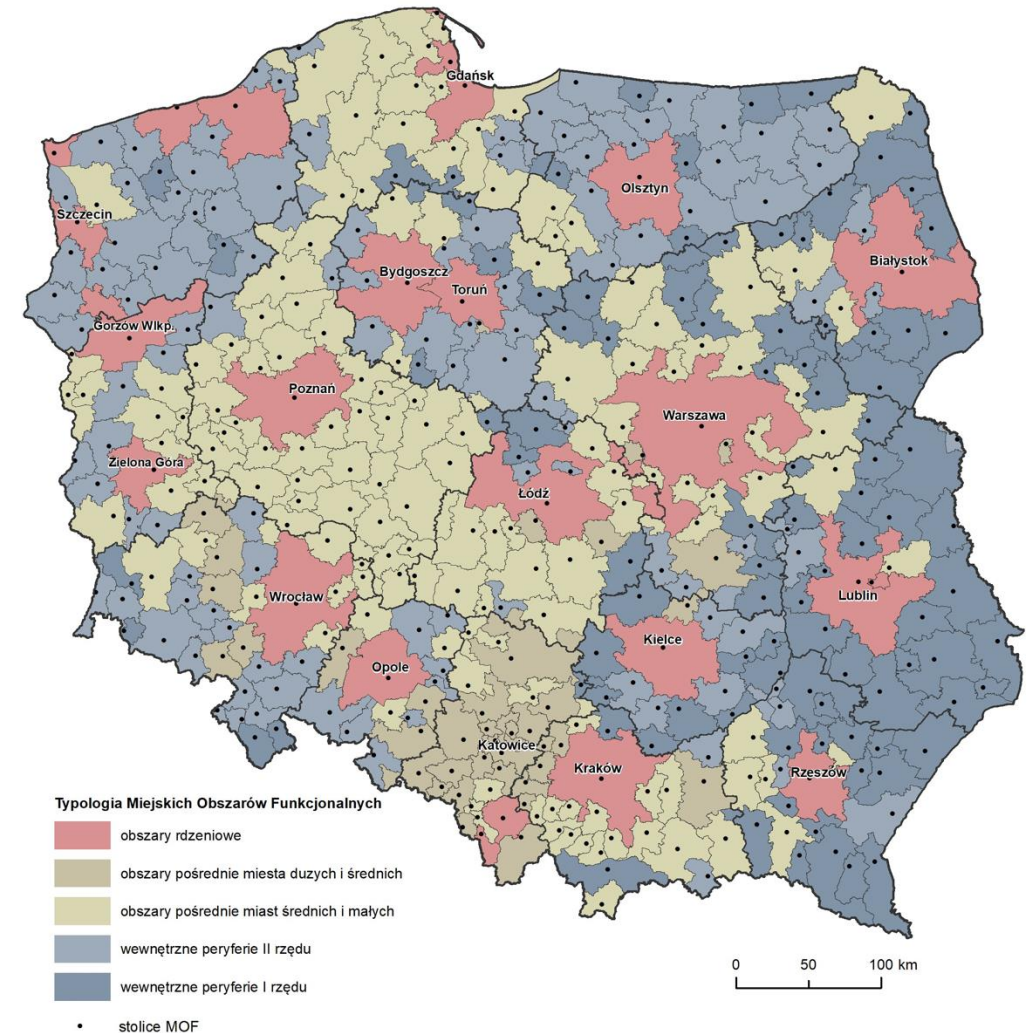 Gdańsk
Olsztyn
Szczecin
Białystok
Bydgoszcz
Toruń
Gorzów Wlkp.
Poznań
Warszawa
Zielona Góra
Łódź
Wrocław
Lublin
Kielce
Opole
Katowice
Kraków
Rzeszów
Typologia Miejskich Obszarów Funkcjonalnych
obszary rdzeniowe
obszary pośrednie miasta duzych i średnich
obszary pośrednie miast średnich i małych
wewnętrzne peryferie II rzędu
wewnętrzne peryferie I rzędu
stolice MOF
0 50 100 km